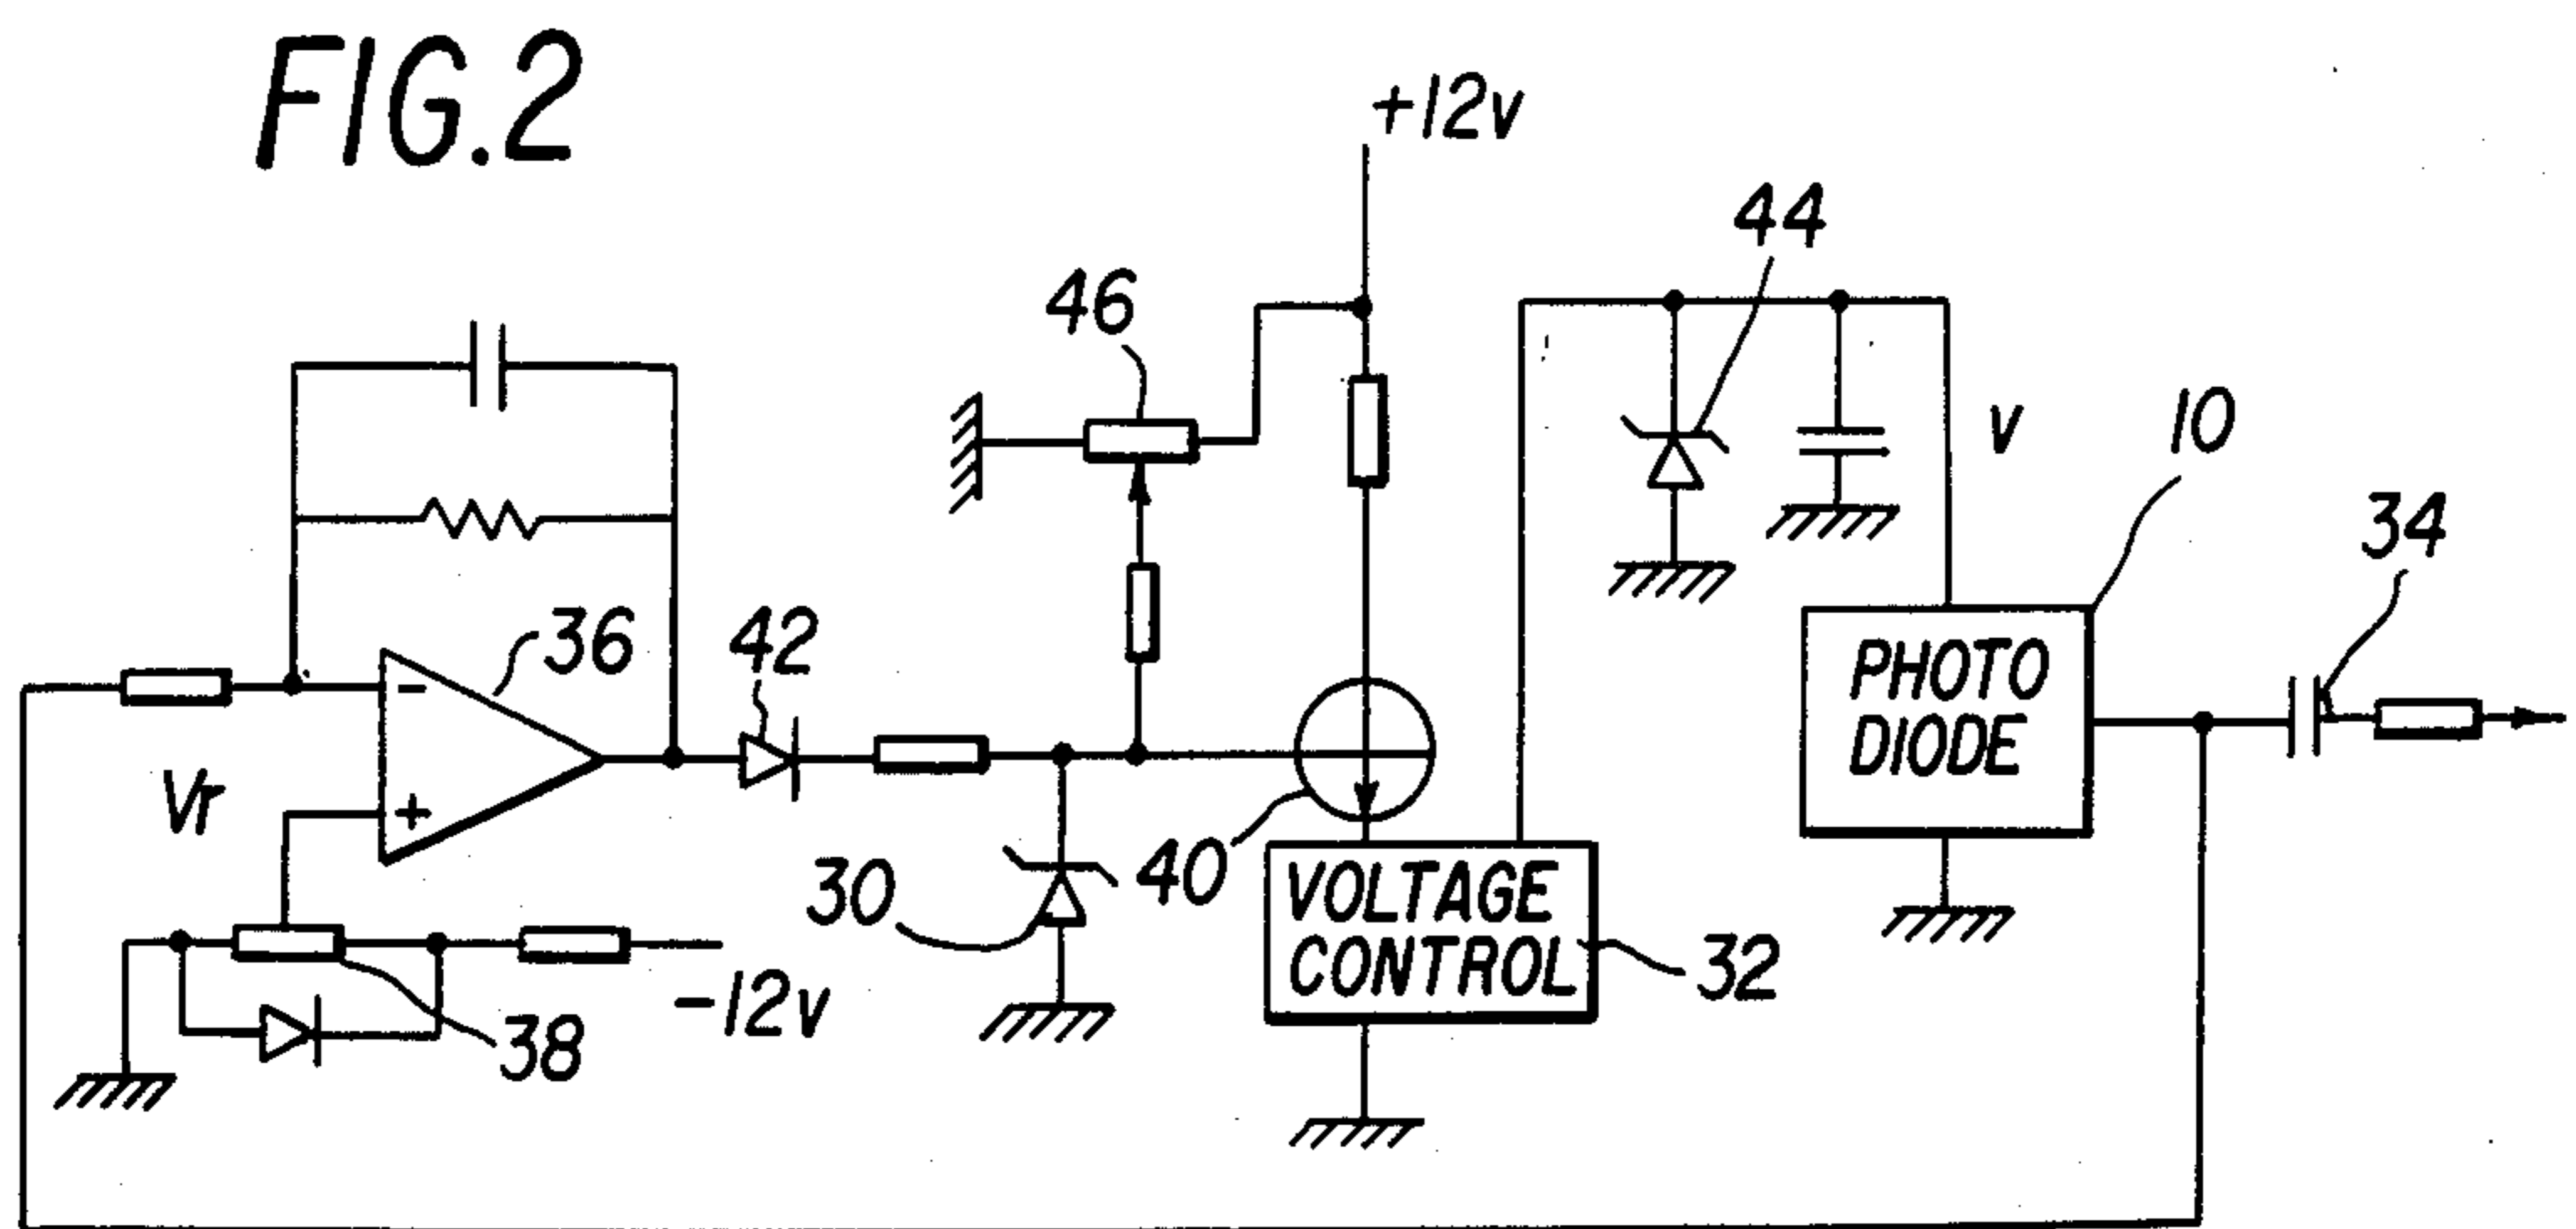 FIG.2
+12v
44
46
v
10
34
36
42
PHOTO
DIODE
Vr
30
40
VOLTAGE
CONTROL
32
-12v
38